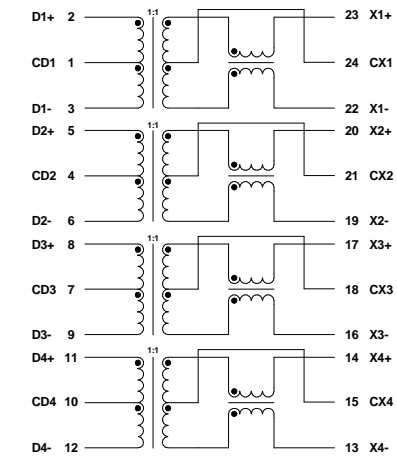 D1+ 2 1:1 23 X1+
CD1 1 24 CX1
D1- 3 22 X1-
D2+ 5 1:1 20 X2+
CD2 4 21 CX2
D2- 6 19 X2-
D3+ 8 1:1 17 X3+
CD3 7 18 CX3
D3- 9 16 X3-
D4+ 11 1:1 14 X4+
CD4 10 15 CX4
D4- 12 13 X4-